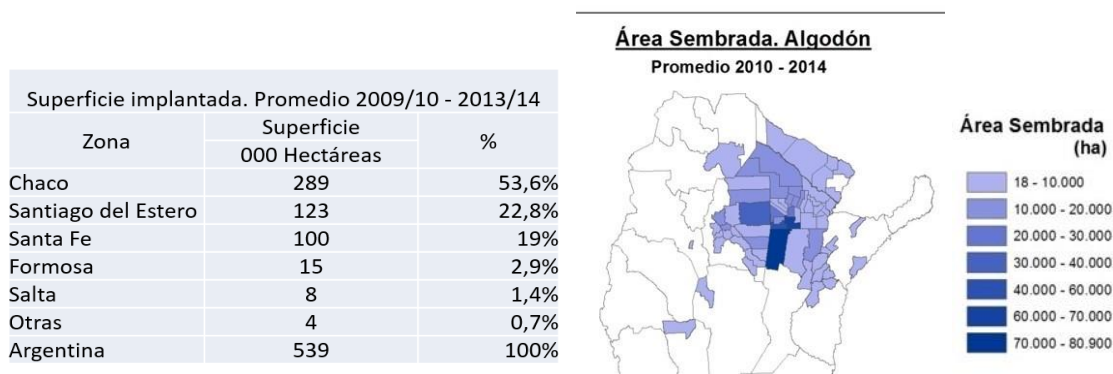 Superficie implantada. Promedio 2009/10 - 2013/14
Zona Superficie %
000 Hectáreas
Chaco 289 53,6%
Santiago del Estero 123 22,8%
Santa Fe 100 19%
Formosa 15 2,9%
Salta 8 1,4%
Otras 4 0,7%
Argentina 539 100%
Área Sembrada. Algodón
Promedio 2010 - 2014
Área Sembrada
(ha)
18 - 10.000
10.000 - 20.000
20.000 - 30.000
30.000 - 40.000
40.000 - 60.000
60.000 - 70.000
70.000 - 80.900